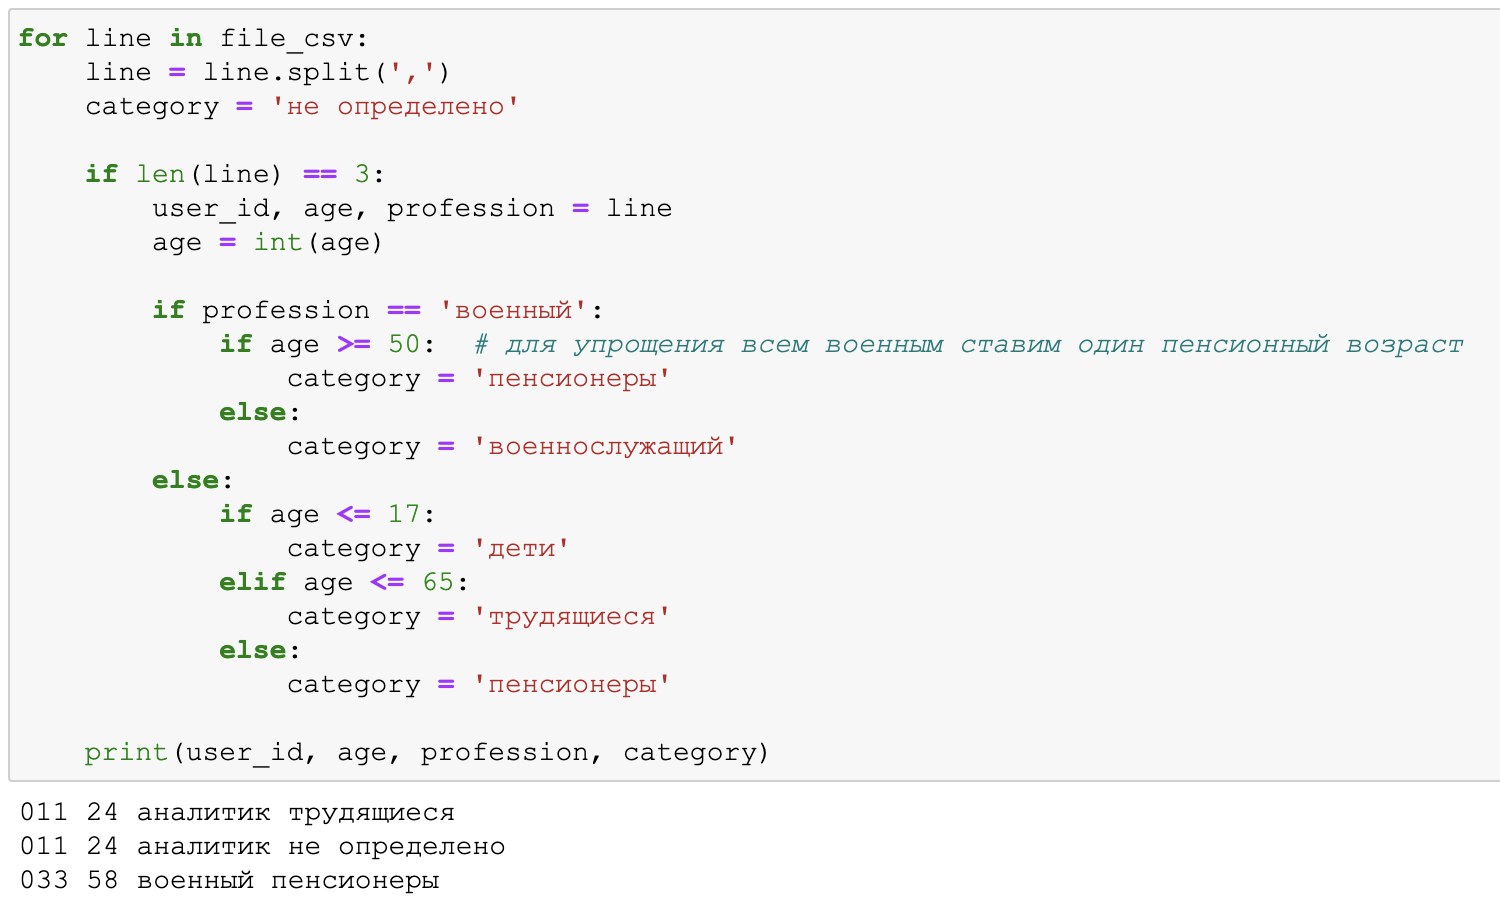 for line in file_csv:
    line = line.split(',')
    category = 'не определено'

    if len(line) == 3:
        user_id, age, profession = line
        age = int(age)

        if profession == 'военный':
            if age >= 50:  # для упрощения всем военным ставим один пенсионный возраст
                category = 'пенсионеры'
            else:
                category = 'военнослужащий'
        else:
            if age <= 17:
                category = 'дети'
            elif age <= 65:
                category = 'трудящиеся'
            else:
                category = 'пенсионеры'

    print(user_id, age, profession, category)
011 24 аналитик трудящиеся
011 24 аналитик не определено
033 58 военный пенсионеры